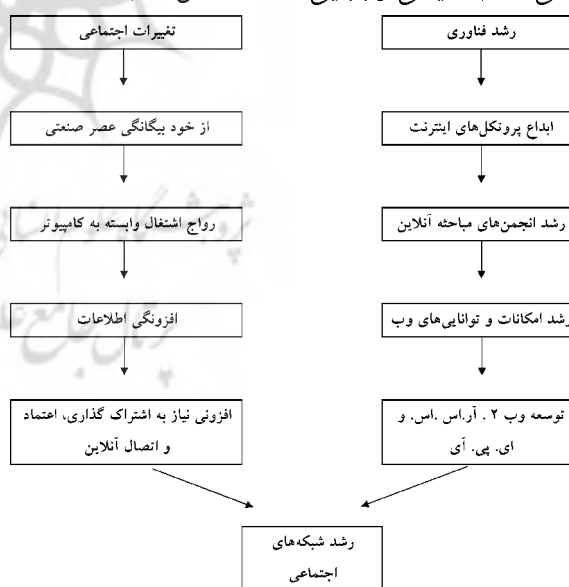 رشد فناوری
تغییرات اجتماعی
ابداع پروتکل‌های اینترنت
از خود بیگانگی عصر صنعتی
رشد انجمن‌های مباحثه آنلاین
رواج اشتغال وابسته به کامپیوتر
رشد امکانات و توانایی‌های وب
افزونگی اطلاعات
توسعه وب ۲ . آر.اس .اس. و
ای. پی. آی
افزونی نیاز به اشتراک گذاری، اعتماد
و اتصال آنلاین
رشد شبکه‌های
اجتماعی